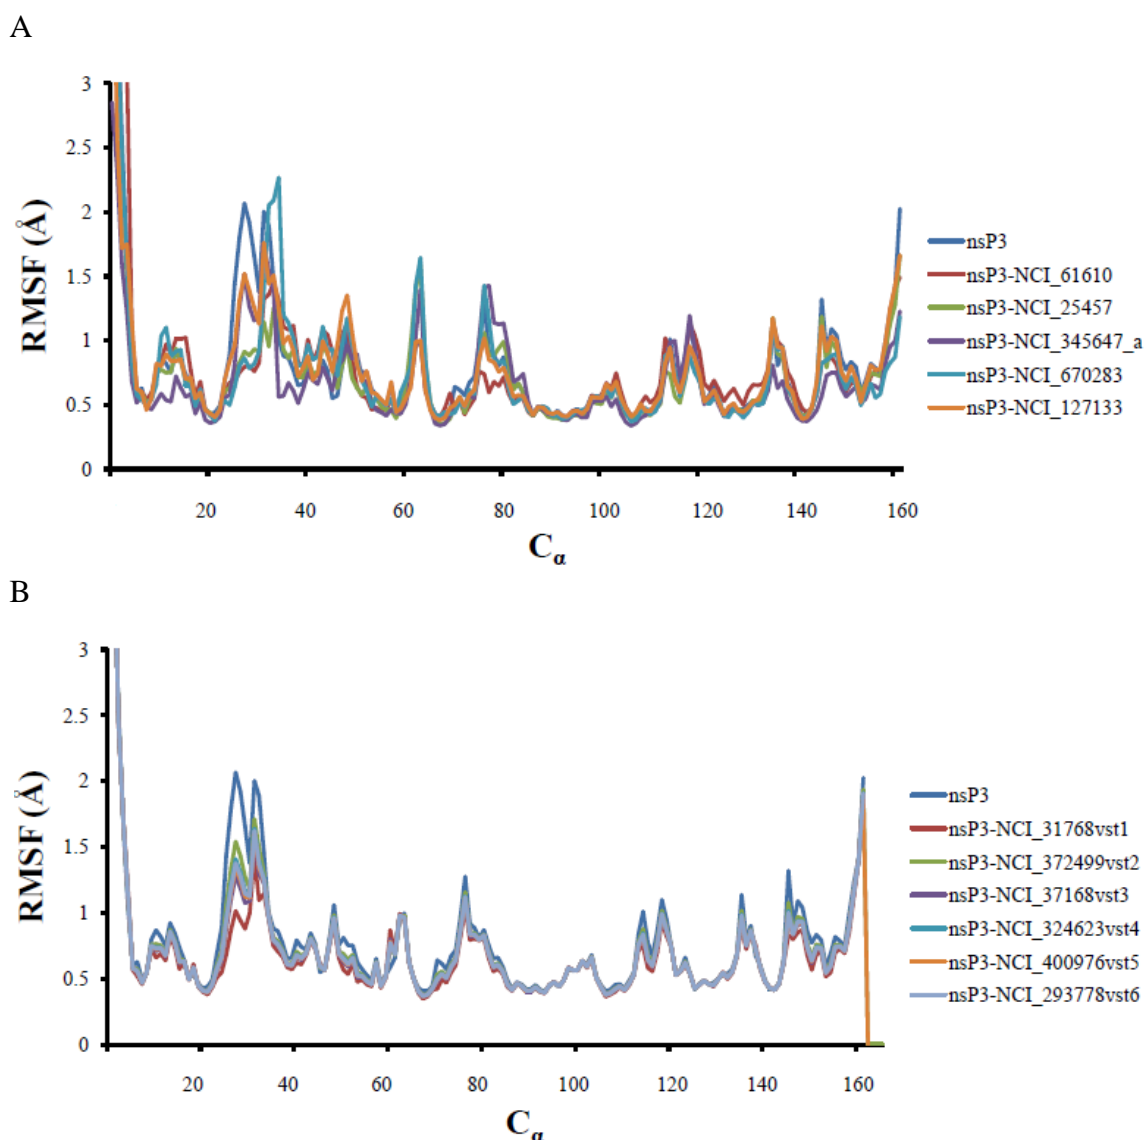 A
3
2.5
2
1.5
1
0.5
0
RMSF (Å)
20 40 60 80 100 120 140 160
Cα
nsP3
nsP3-NCI_61610
nsP3-NCI_25457
nsP3-NCI_345647_a
nsP3-NCI_670283
nsP3-NCI_127133
B
3
2.5
2
1.5
1
0.5
0
RMSF (Å)
20 40 60 80 100 120 140 160
Cα
nsP3
nsP3-NCI_31768vst1
nsP3-NCI_372499vst2
nsP3-NCI_37168vst3
nsP3-NCI_324623vst4
nsP3-NCI_400976vst5
nsP3-NCI_293778vst6